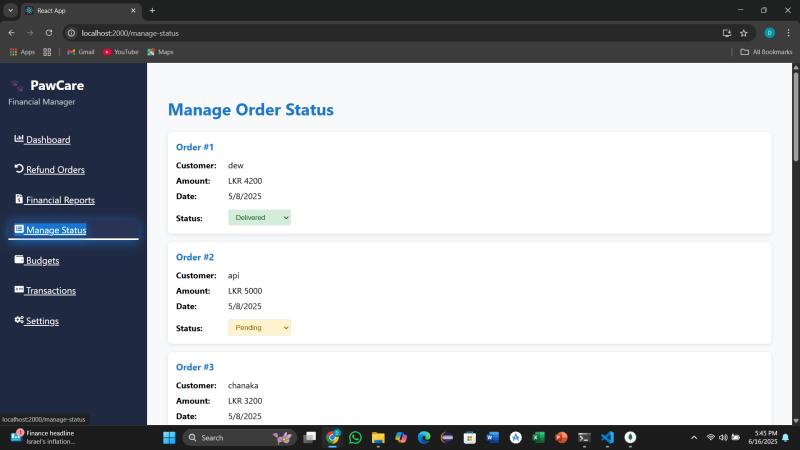 React App
localhost:2000/manage-status
D
Apps
Gmail
YouTube
Maps
All Bookmarks
PawCare
Financial Manager
Dashboard
Refund Orders
Financial Reports
Manage Status
Budgets
Transactions
Settings
Manage Order Status
Order #1
Customer: dew
Amount: LKR 4200
Date: 5/8/2025
Status: Delivered
Order #2
Customer: api
Amount: LKR 5000
Date: 5/8/2025
Status: Pending
Order #3
Customer: chanaka
Amount: LKR 3200
Date: 5/8/2025
localhost:2000/manage-status
1
Finance headline
Israel's inflation...
Search
5:45 PM
6/16/2025